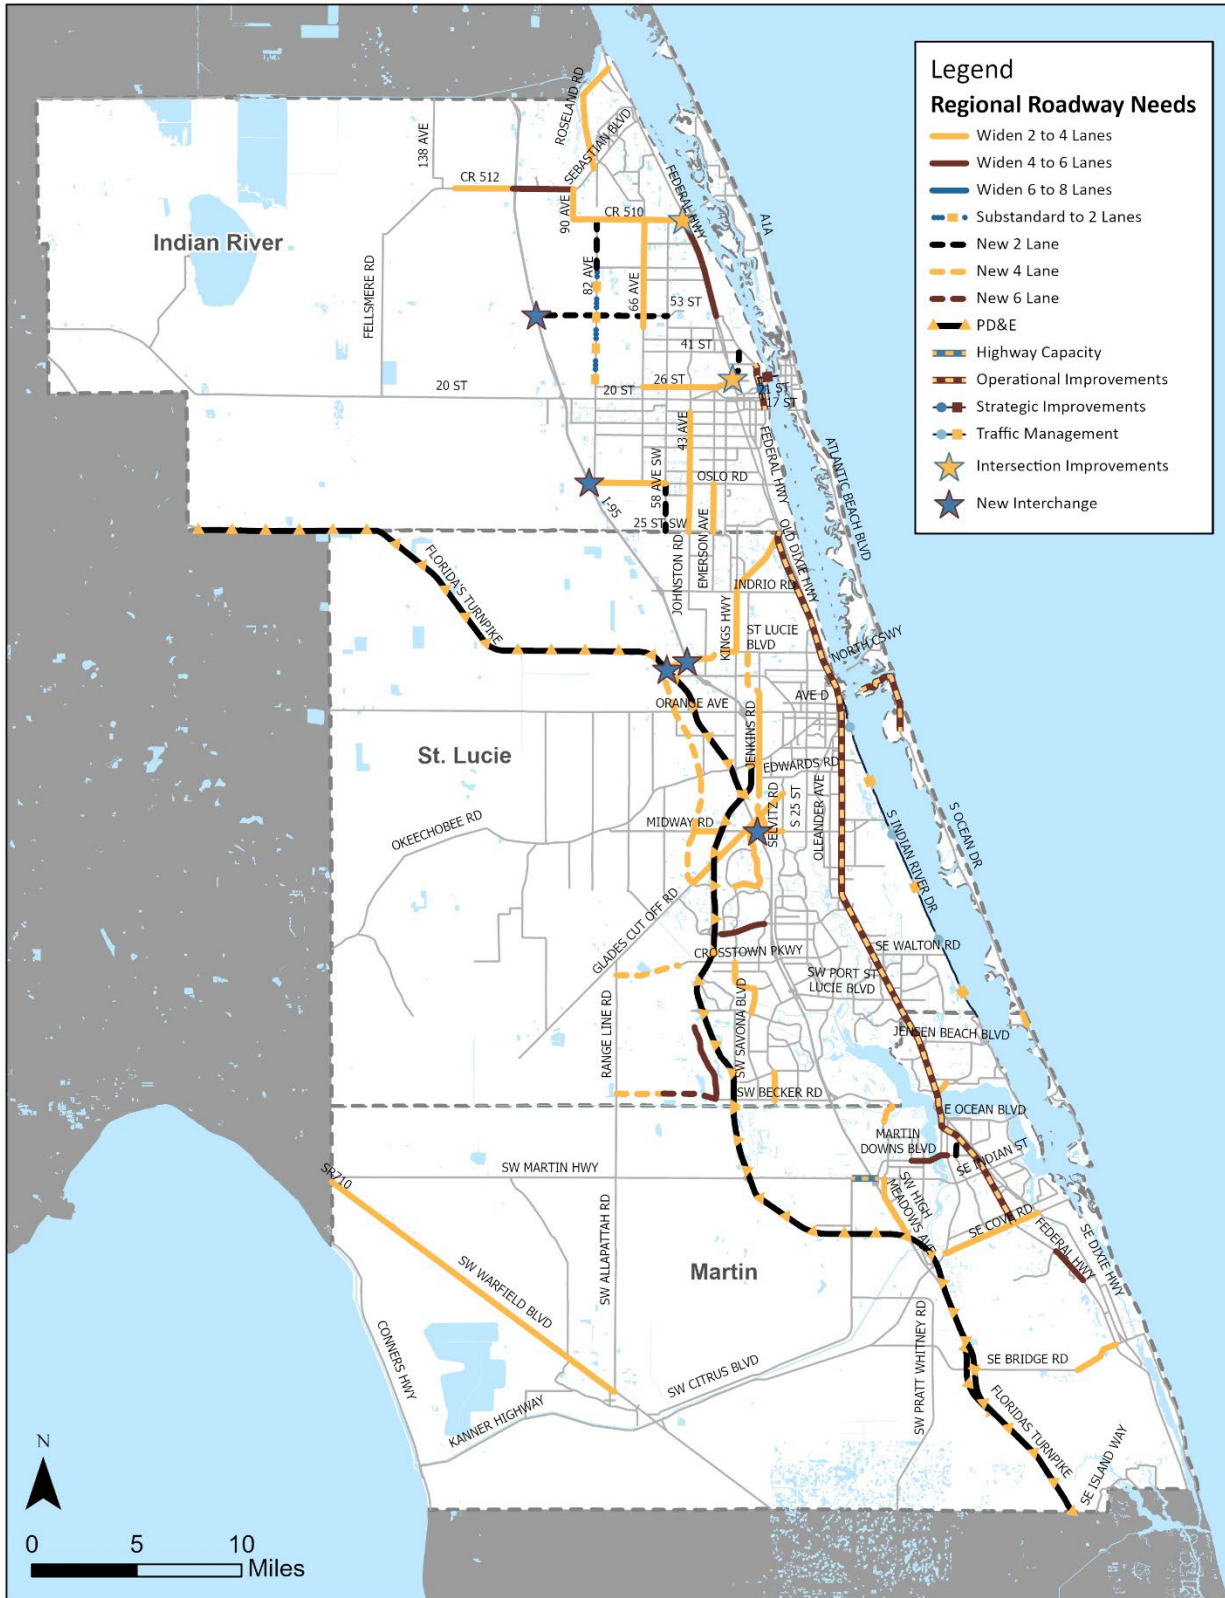 Legend
Regional Roadway Needs
Widen 2 to 4 Lanes
Widen 4 to 6 Lanes
Widen 6 to 8 Lanes
Substandard to 2 Lanes
New 2 Lane
New 4 Lane
New 6 Lane
PD&E
Highway Capacity
Operational Improvements
Strategic Improvements
Traffic Management
Intersection Improvements
New Interchange
ROSELAND RD
138 AVE
SEBASTIAN BLVD
FEDERAL HWY
CR 512
90 AVE
CR 510
A1A
Indian River
82 AVE
66 AVE
53 ST
FELLSMERE RD
41 ST
20 ST
26 ST
20 ST
21 ST
17 ST
43 AVE
FEDERAL HWY
ATLANTIC BEACH BLVD
58 AVE SW
OSLO RD
I-95
25 ST SW
EMERSON AVE
OLD DIXIE HWY
JOHNSTON RD
FLORIDA'S TURNPIKE
INDRIO RD
KINGS HWY
ST LUCIE
BLVD
NORTH CSWY
ORANGE AVE
AVE D
JENKINS RD
St. Lucie
EDWARDS RD
SELVITZ RD
S 25 ST
OLEANDER AVE
OKEECHOBEE RD
MIDWAY RD
S OCEAN DR
S INDIAN RIVER DR
GLADES CUT OFF RD
CROSSTOWN PKWY
SE WALTON RD
SW PORT ST
LUCIE BLVD
RANGE LINE RD
SW SAVONA BLVD
JENSEN BEACH BLVD
SW BECKER RD
E OCEAN BLVD
MARTIN
DOWNS BLVD
SE INDIAN ST
SR710
SW MARTIN HWY
SW HIGH
MEADOWS AVE
SE COVE RD
FEDERAL HWY
SE DIXIE HWY
SW ALLAPATTAH RD
Martin
SW WARFIELD BLVD
CONNERS HWY
SW PRATT WHITNEY RD
SE BRIDGE RD
SW CITRUS BLVD
KANNER HIGHWAY
FLORIDAS TURNPIKE
SE ISLAND WAY
N
0 5 10
Miles